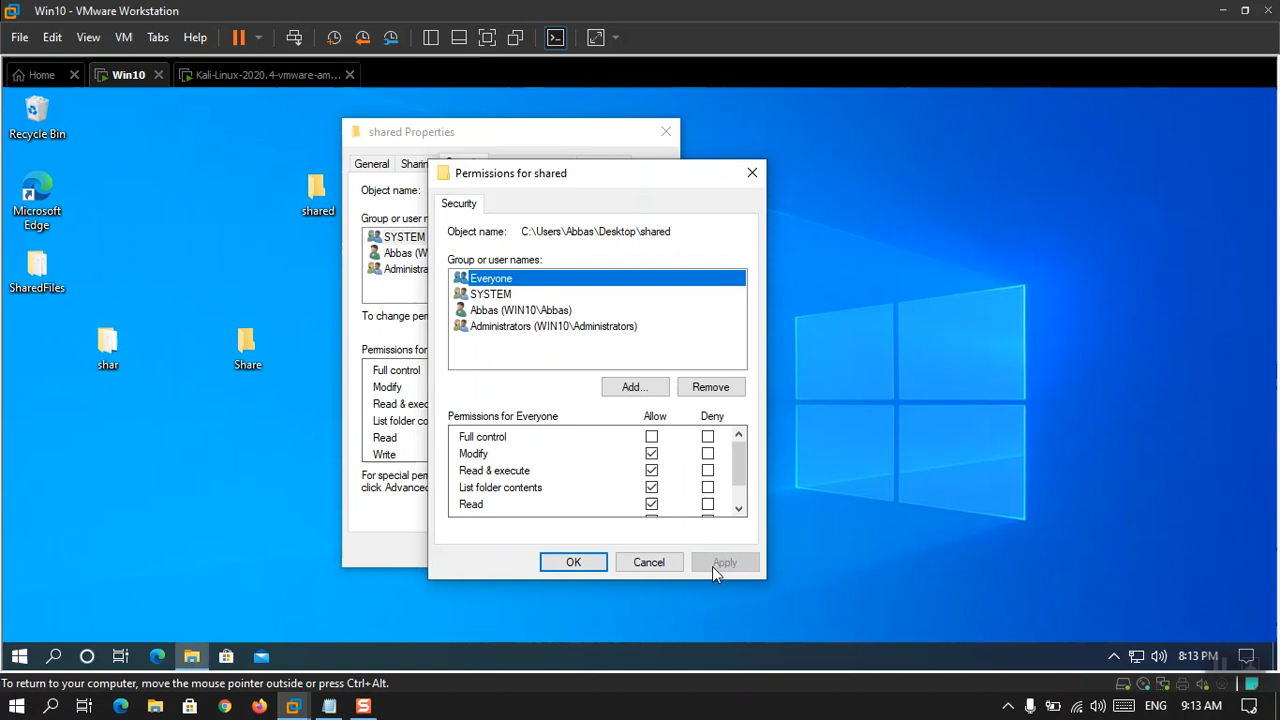 Win10 - VMware Workstation
File Edit View VM Tabs Help
Home Win10 Kali-Linux-2020.4-vmware-am...
Recycle Bin
Microsoft
Edge
SharedFiles
shar
Share
shared
shared Properties
General
Object name:
Group or user
SYSTEM
Abbas (W
Administra
To change perm
Permissions for
Full control
Modify
Read & exec
List folder con
Read
Write
For special per
click Advanced
Permissions for shared
Security
Object name: C:\Users\Abbas\Desktop\shared
Group or user names:
Everyone
SYSTEM
Abbas (WIN10\Abbas)
Administrators (WIN10\Administrators)
Add... Remove
Permissions for Everyone Allow Deny
Full control
Modify
Read & execute
List folder contents
Read
OK Cancel Apply
8:13 PM
To return to your computer, move the mouse pointer outside or press Ctrl+Alt.
ENG 9:13 AM